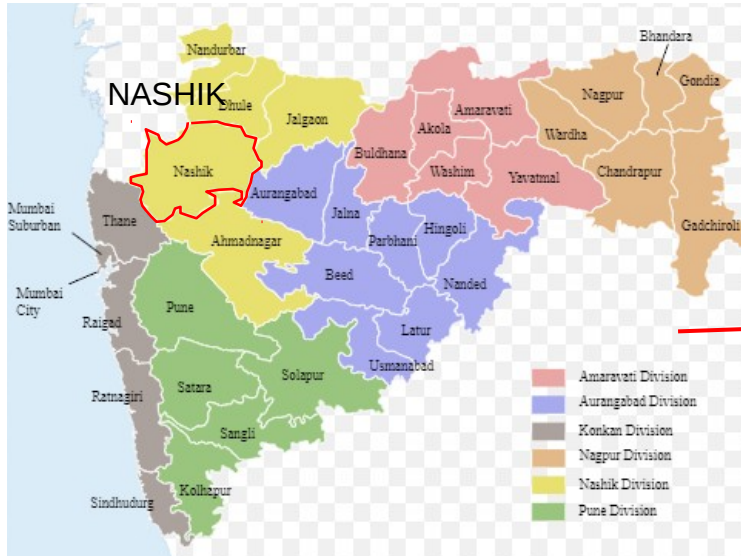 Nandurbar
Bhandara
NASHIK
Dhule
Jalgaon
Nagpur
Gondia
Amaravati
Akola
Buldhana
Wardha
Nashik
Washim
Yavatmal
Chandrapur
Aurangabad
Jalna
Thane
Mumbai
Suburban
Parbhani
Hingoli
Gadchiroli
Ahmadnagar
Beed
Nanded
Mumbai
City
Pune
Raigad
Latur
Usmanabad
Solapur
Satara
Ratnagiri
Sangli
Kolhapur
Sindhudurg
Amaravati Division
Aurangabad Division
Konkan Division
Nagpur Division
Nashik Division
Pune Division